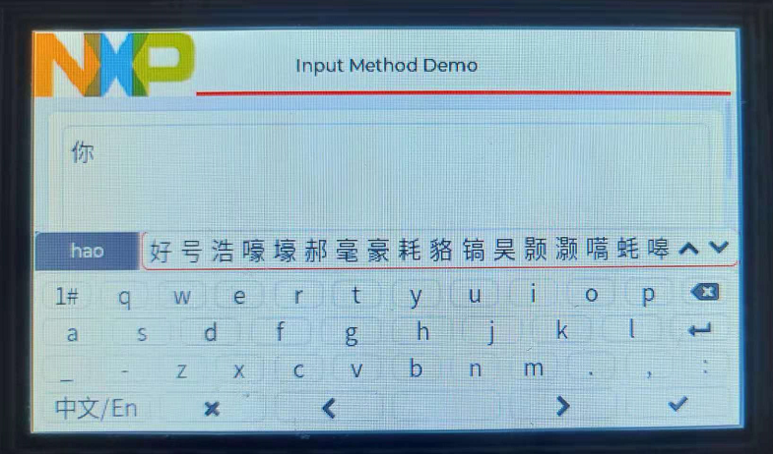 NXP
Input Method Demo
你
hao 好 号 浩 嚎 壕 郝 毫 豪 耗 貉 镐 昊 颢 灏 嚆 蚝 嗥
1# q w e r t y u i o p
a s d f g h j k l
_ - z x c v b n m . , :
中文/En